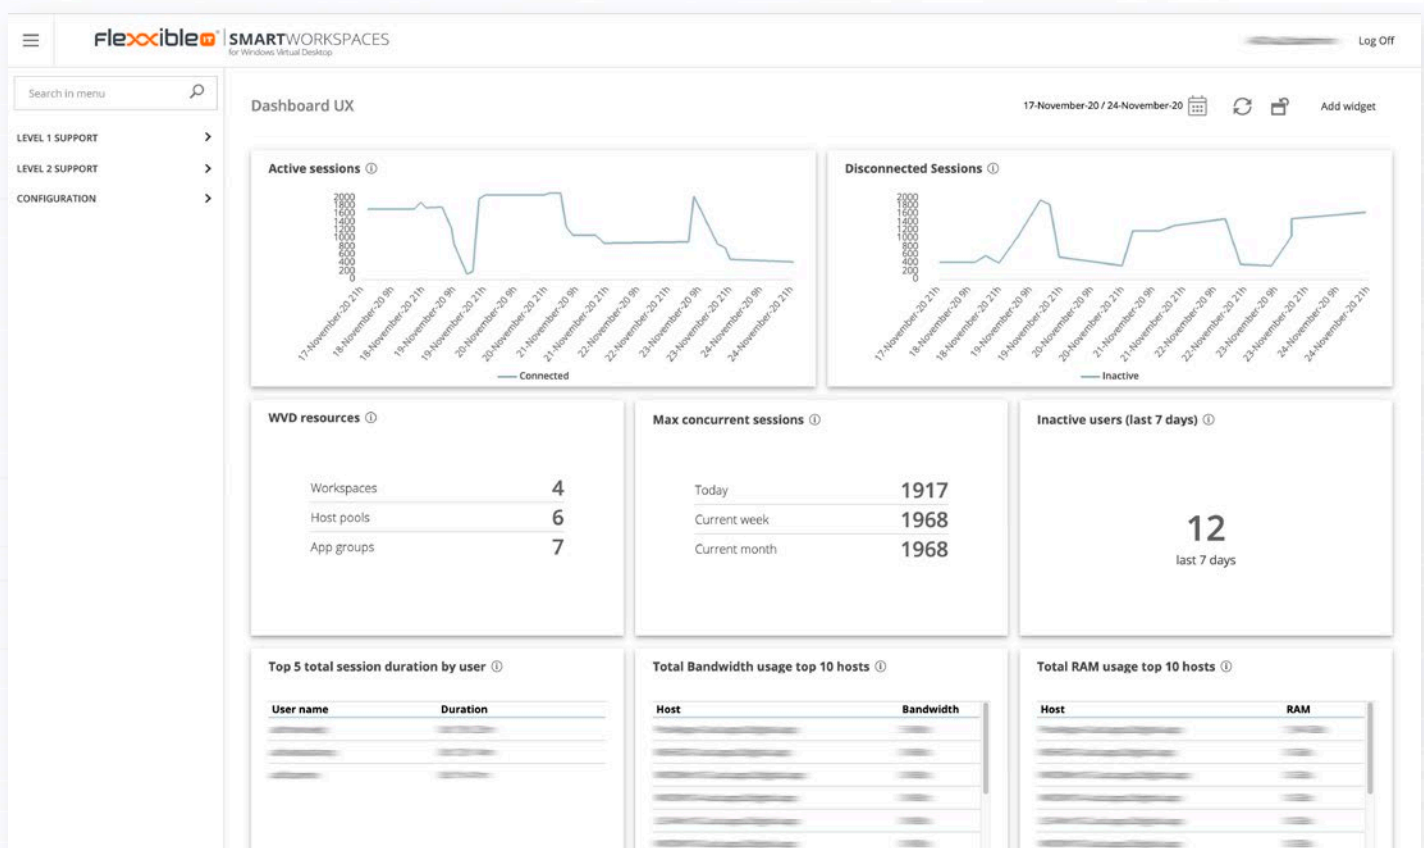 FlexxibleIT SMARTWORKSPACES
for Windows Virtual Desktop
Log Off
Search in menu
LEVEL 1 SUPPORT
LEVEL 2 SUPPORT
CONFIGURATION
Dashboard UX
17-November-20 / 24-November-20
Add widget
Active sessions
2000
1800
1600
1400
1200
1000
800
600
400
200
0
17-November-20 21h
18-November-20 9h
18-November-20 21h
19-November-20 9h
19-November-20 21h
20-November-20 9h
20-November-20 21h
21-November-20 9h
21-November-20 21h
22-November-20 9h
22-November-20 21h
23-November-20 9h
23-November-20 21h
24-November-20 9h
24-November-20 21h
Connected
Disconnected Sessions
2000
1800
1600
1400
1200
1000
800
600
400
200
0
17-November-20 21h
18-November-20 9h
18-November-20 21h
19-November-20 9h
19-November-20 21h
20-November-20 9h
20-November-20 21h
21-November-20 9h
21-November-20 21h
22-November-20 9h
22-November-20 21h
23-November-20 9h
23-November-20 21h
24-November-20 9h
24-November-20 21h
Inactive
WVD resources
Workspaces 4
Host pools 6
App groups 7
Max concurrent sessions
Today 1917
Current week 1968
Current month 1968
Inactive users (last 7 days)
12
last 7 days
Top 5 total session duration by user
User name Duration
Total Bandwidth usage top 10 hosts
Host Bandwidth
Total RAM usage top 10 hosts
Host RAM